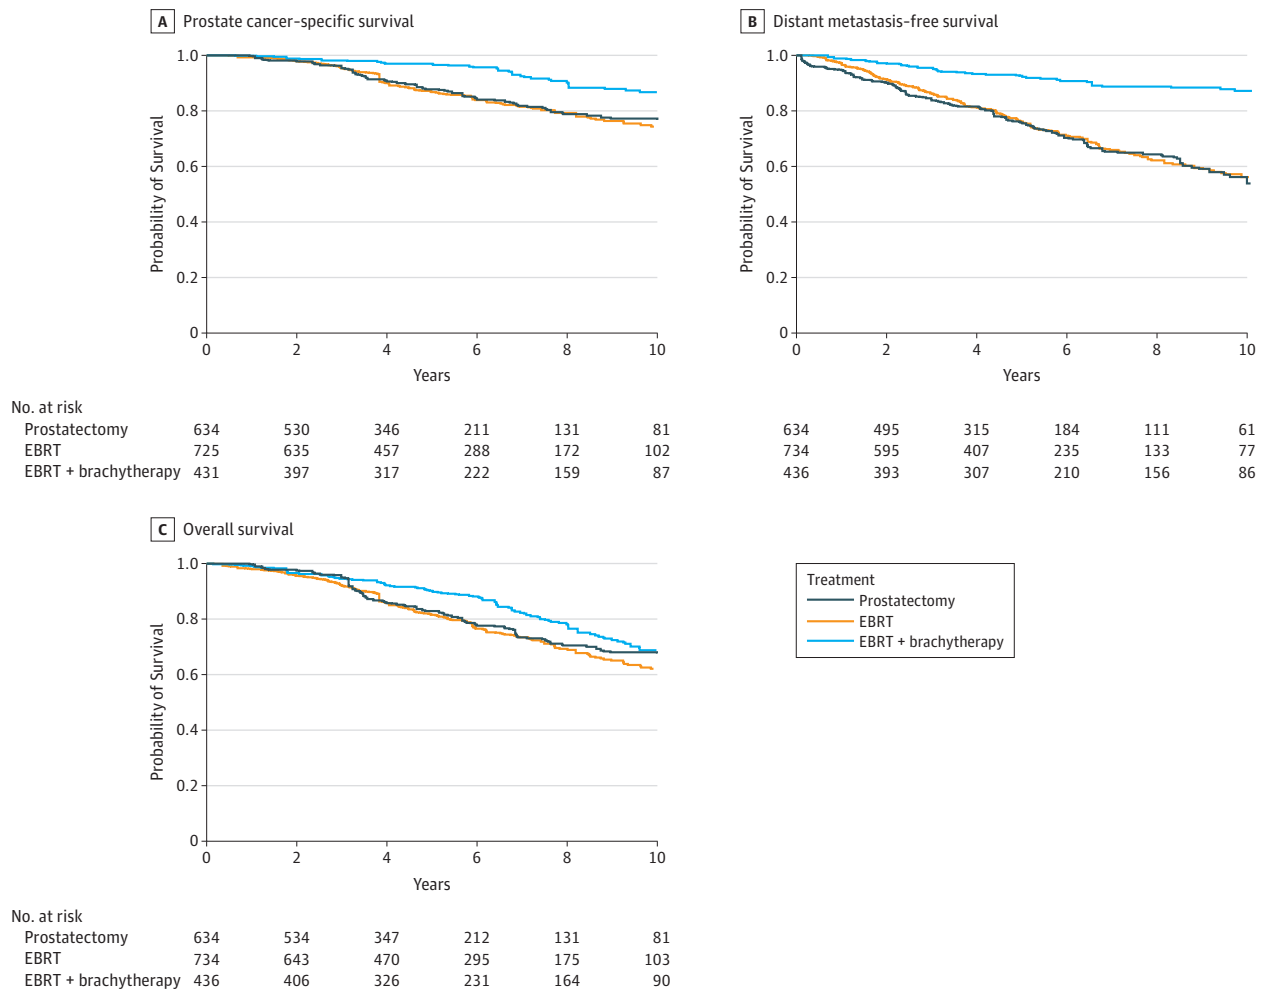 A Prostate cancer–specific survival
1.0
0.8
0.6
0.4
0.2
0
Probability of Survival
0 2 4 6 8 10
Years
No. at risk
Prostatectomy 634 530 346 211 131 81
EBRT 725 635 457 288 172 102
EBRT + brachytherapy 431 397 317 222 159 87
B Distant metastasis-free survival
1.0
0.8
0.6
0.4
0.2
0
Probability of Survival
0 2 4 6 8 10
Years
634 495 315 184 111 61
734 595 407 235 133 77
436 393 307 210 156 86
C Overall survival
1.0
0.8
0.6
0.4
0.2
0
Probability of Survival
0 2 4 6 8 10
Years
No. at risk
Prostatectomy 634 534 347 212 131 81
EBRT 734 643 470 295 175 103
EBRT + brachytherapy 436 406 326 231 164 90
Treatment
Prostatectomy
EBRT
EBRT + brachytherapy